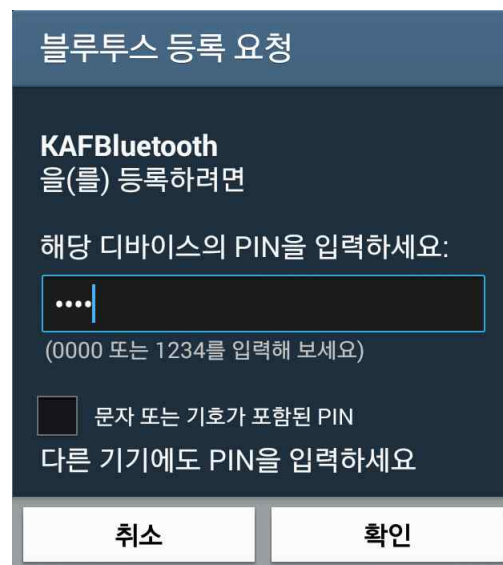 블루투스 등록 요청
KAFBluetooth
을(를) 등록하려면
해당 디바이스의 PIN을 입력하세요:
••••
(0000 또는 1234를 입력해 보세요)
문자 또는 기호가 포함된 PIN
다른 기기에도 PIN을 입력하세요
취소
확인